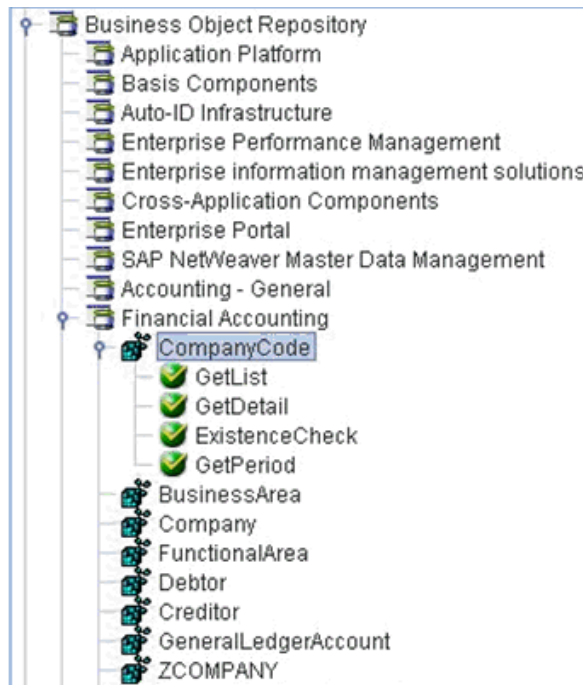 Business Object Repository
Application Platform
Basis Components
Auto-ID Infrastructure
Enterprise Performance Management
Enterprise information management solutions
Cross-Application Components
Enterprise Portal
SAP NetWeaver Master Data Management
Accounting - General
Financial Accounting
CompanyCode
GetList
GetDetail
ExistenceCheck
GetPeriod
BusinessArea
Company
FunctionalArea
Debtor
Creditor
GeneralLedgerAccount
ZCOMPANY